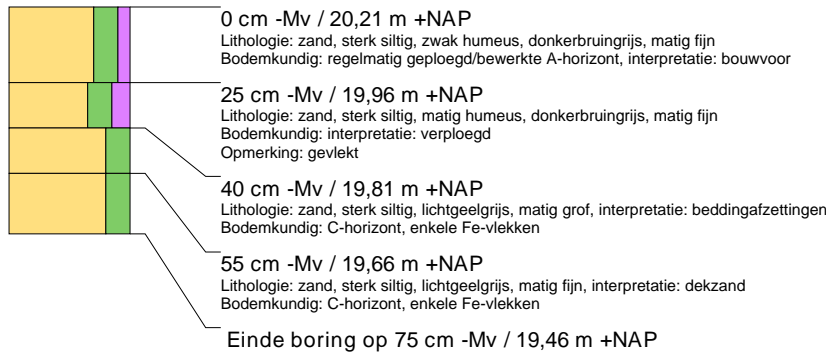 0 cm -Mv / 20,21 m +NAP
Lithologie: zand, sterk siltig, zwak humeus, donkerbruingrijs, matig fijn
Bodemkundig: regelmatig geploegd/bewerkte A-horizont, interpretatie: bouwvoor
25 cm -Mv / 19,96 m +NAP
Lithologie: zand, sterk siltig, matig humeus, donkerbruingrijs, matig fijn
Bodemkundig: interpretatie: verploegd
Opmerking: gevlekt
40 cm -Mv / 19,81 m +NAP
Lithologie: zand, sterk siltig, lichtgeelgrijs, matig grof, interpretatie: beddingafzettingen
Bodemkundig: C-horizont, enkele Fe-vlekken
55 cm -Mv / 19,66 m +NAP
Lithologie: zand, sterk siltig, lichtgeelgrijs, matig fijn, interpretatie: dekzand
Bodemkundig: C-horizont, enkele Fe-vlekken
Einde boring op 75 cm -Mv / 19,46 m +NAP